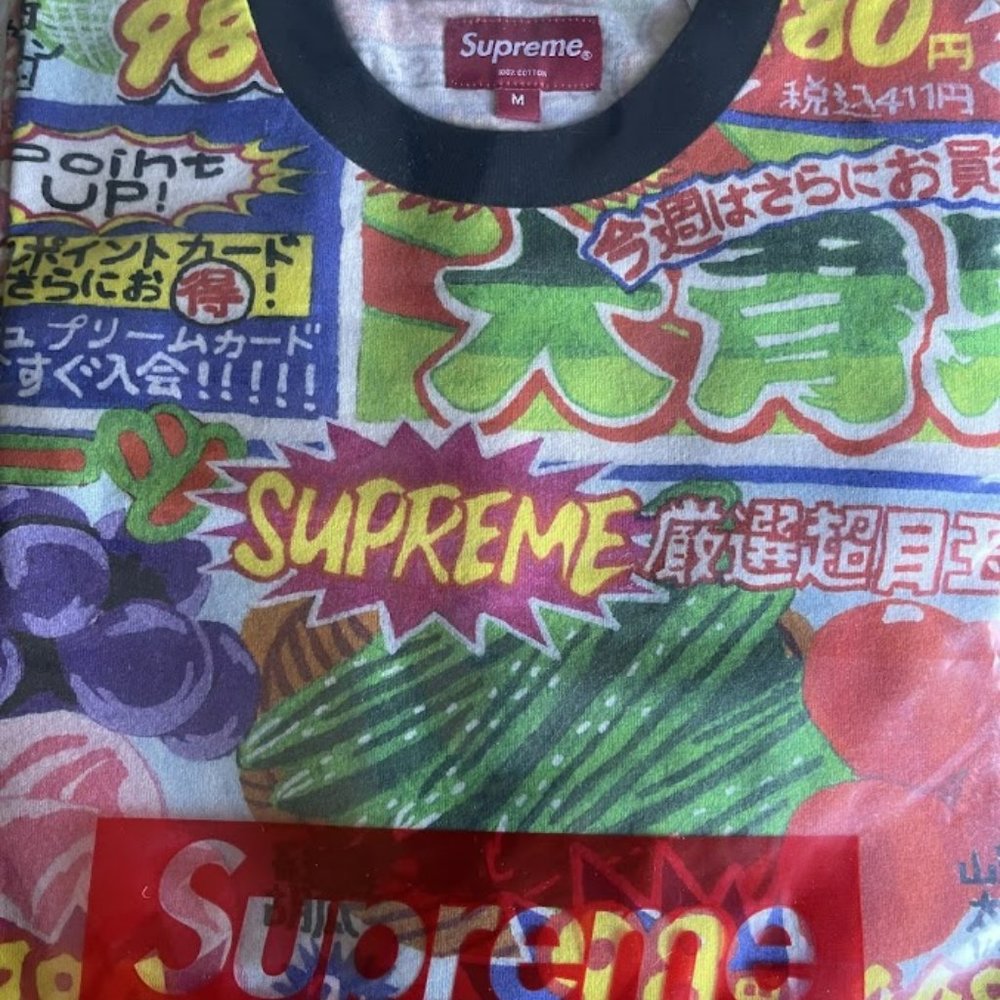 98
Supreme®
100% COTTON
M
80円
税込411円
Point
UP!
ポイントカード
さらにお得!
今週はさらにお買
大
プリームカード
すぐ入会!!!!!
SUPREME
厳選超目玉
山
Supreme